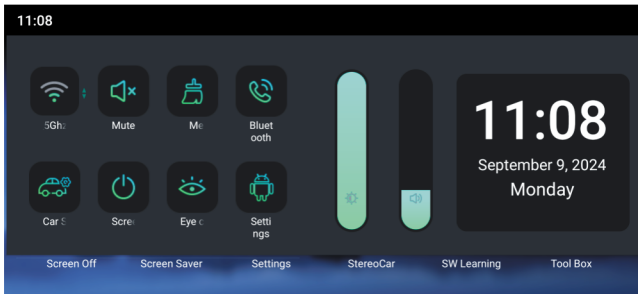 11:08
5Ghz
Mute
Me
Bluet
ooth
11:08
September 9, 2024
Monday
Car S
Scre
Eye c
Setti
ngs
Screen Off
Screen Saver
Settings
StereoCar
SW Learning
Tool Box